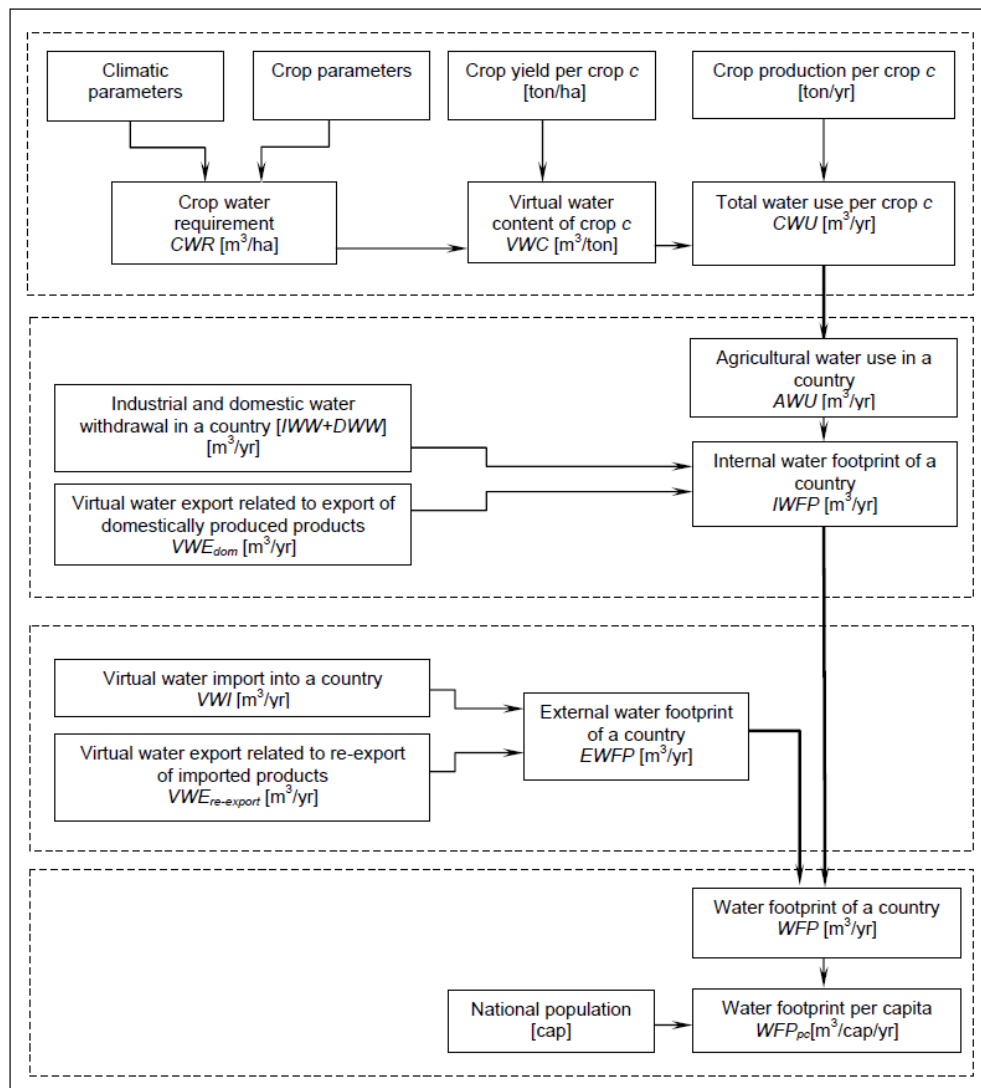 Climatic
parameters
Crop parameters
Crop yield per crop c
[ton/ha]
Crop production per crop c
[ton/yr]
Crop water
requirement
CWR [m³/ha]
Virtual water
content of crop c
VWC [m³/ton]
Total water use per crop c
CWU [m³/yr]
Agricultural water use in a
country
AWU [m³/yr]
Industrial and domestic water
withdrawal in a country [IWW+DWW]
[m³/yr]
Internal water footprint of a
country
IWFP [m³/yr]
Virtual water export related to export of
domestically produced products
VWE_dom [m³/yr]
Virtual water import into a country
VWI [m³/yr]
External water footprint
of a country
EWFP [m³/yr]
Virtual water export related to re-export
of imported products
VWE_re-export [m³/yr]
Water footprint of a country
WFP [m³/yr]
National population
[cap]
Water footprint per capita
WFP_pc[m³/cap/yr]